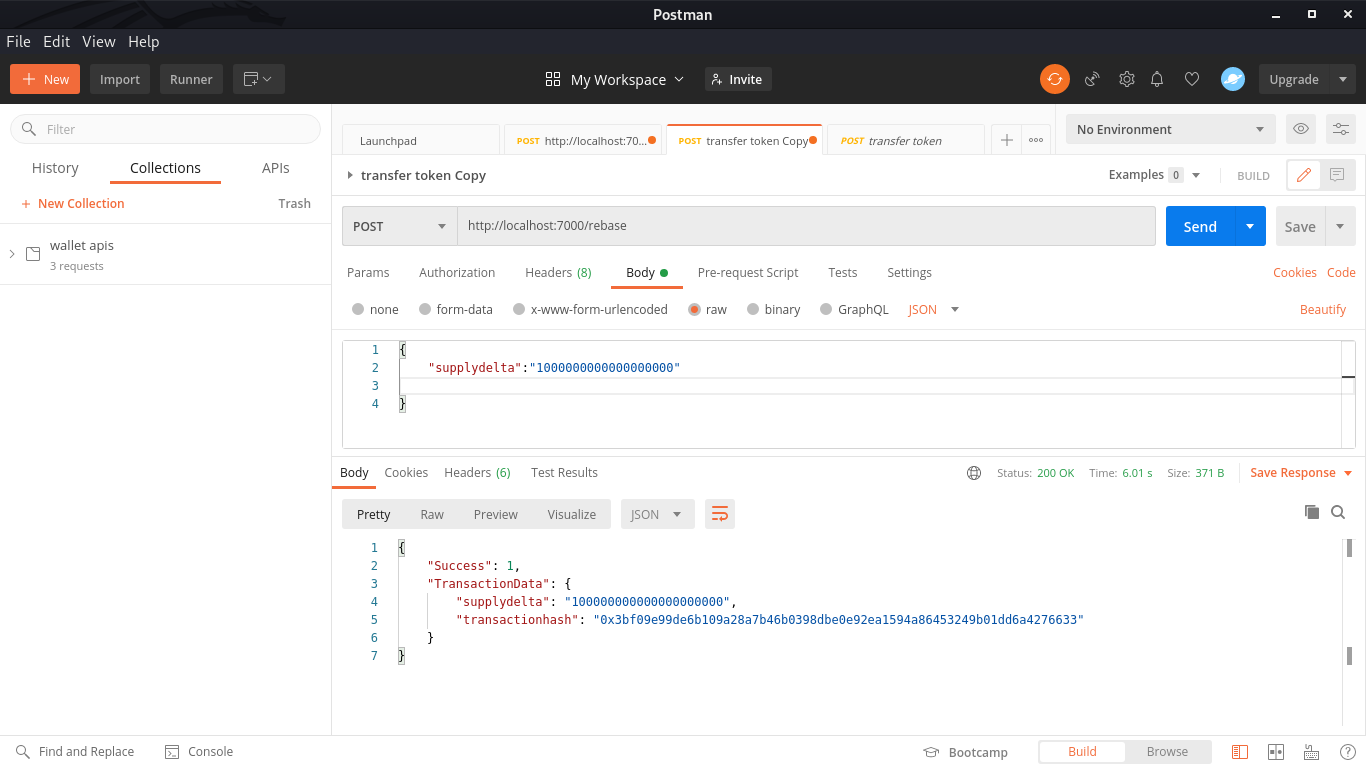 Postman
File Edit View Help
+ New Import Runner My Workspace Invite Upgrade
Filter
History Collections APIs
+ New Collection Trash
wallet apis
3 requests
Launchpad POST http://localhost:70... POST transfer token Copy POST transfer token No Environment
transfer token Copy Examples 0 BUILD
POST http://localhost:7000/rebase Send Save
Params Authorization Headers (8) Body Pre-request Script Tests Settings Cookies Code
none form-data x-www-form-urlencoded raw binary GraphQL JSON Beautify
1 {
2 "supplydelta":"1000000000000000000"
3
4 }
Body Cookies Headers (6) Test Results Status: 200 OK Time: 6.01 s Size: 371 B Save Response
Pretty Raw Preview Visualize JSON
1 {
2 "Success": 1,
3 "TransactionData": {
4 "supplydelta": "100000000000000000000",
5 "transactionhash": "0x3bf09e99de6b109a28a7b46b0398dbe0e92ea1594a86453249b01dd6a4276633"
6 }
7 }
Find and Replace Console Bootcamp Build Browse